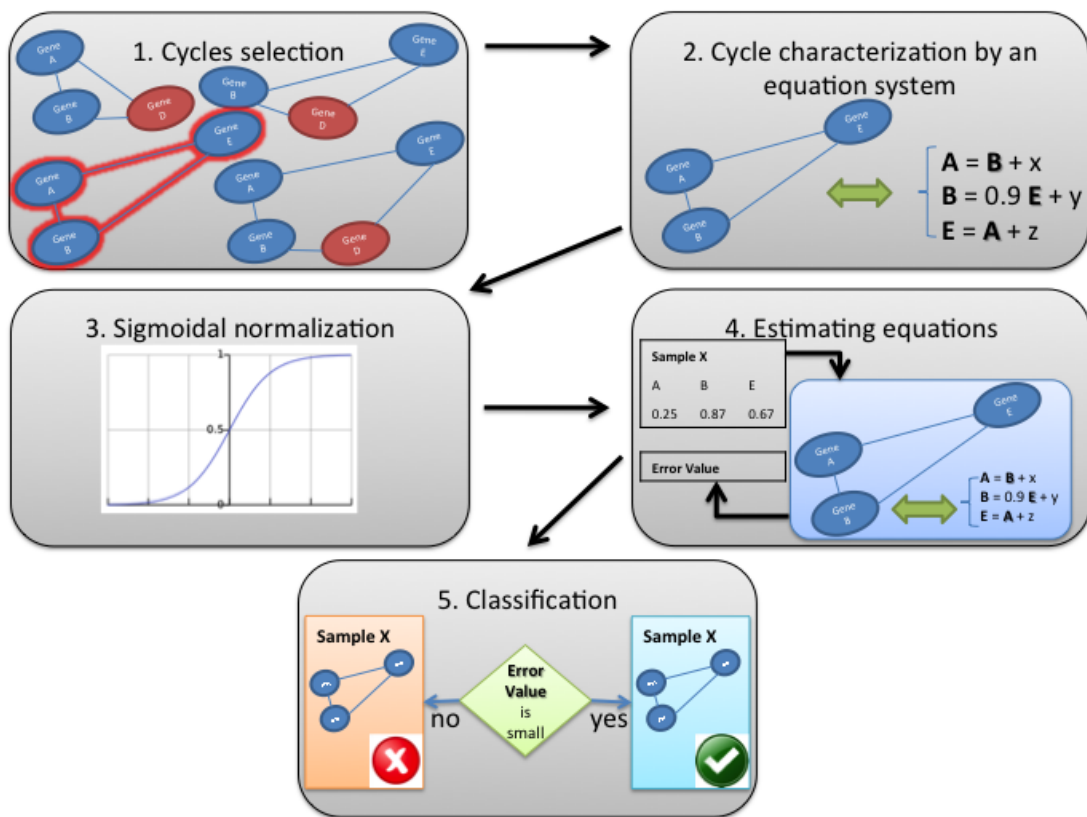 1. Cycles selection
Gene
A
Gene
B
Gene
D
Gene
B
Gene
E
Gene
D
Gene
E
Gene
A
Gene
B
Gene
E
Gene
A
Gene
B
Gene
D
2. Cycle characterization by an
equation system
Gene
E
Gene
A
Gene
B
A = B + x
B = 0.9 E + y
E = A + z
3. Sigmoidal normalization
1
0.5
0
4. Estimating equations
Sample X
A B E
0.25 0.87 0.67
Error Value
Gene
E
Gene
A
Gene
B
A = B + x
B = 0.9 E + y
E = A + z
5. Classification
Sample X
Error
Value
is
small
no
yes
Sample X